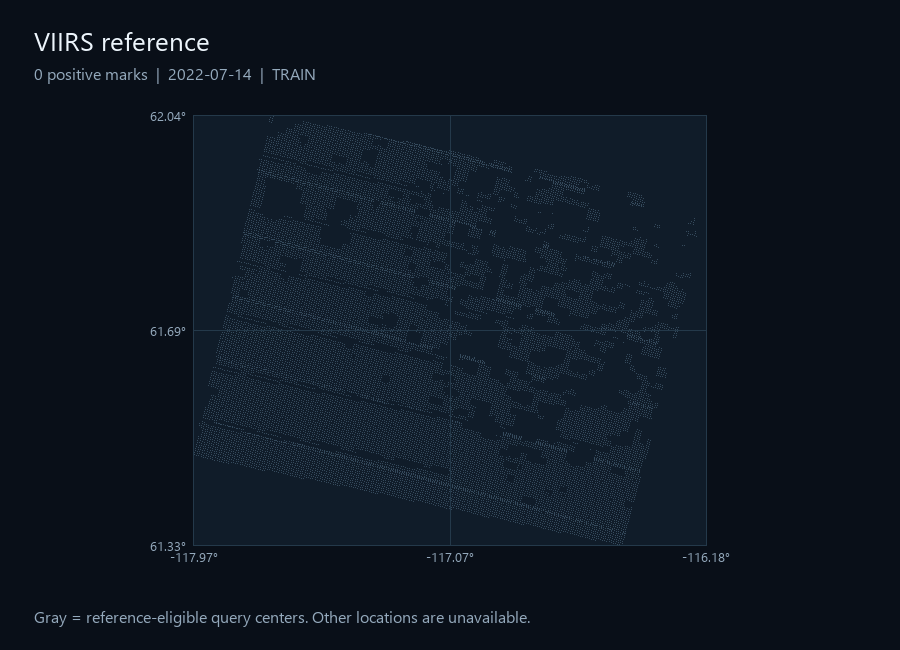 VIIRS reference
0 positive marks | 2022-07-14 | TRAIN
62.04°
61.69°
61.33°
-117.97°
-117.07°
-116.18°
Gray = reference-eligible query centers. Other locations are unavailable.